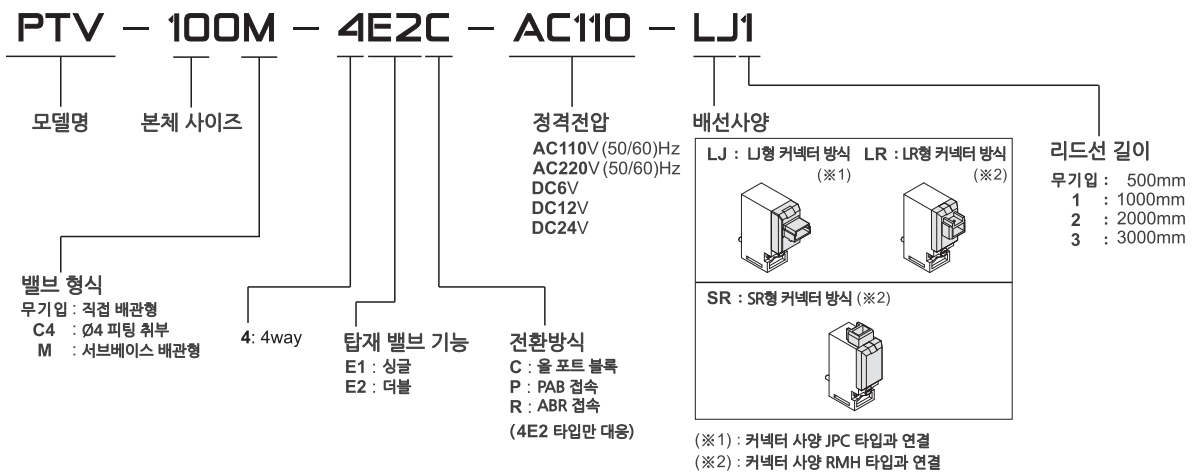 PTV - 100M - 4E2C - AC110 - LJ1
모델명
본체 사이즈
밸브 형식
무기입 : 직접 배관형
C4 : Ø4 피팅 취부
M : 서브베이스 배관형
4: 4way
탑재 밸브 기능
E1 : 싱글
E2 : 더블
전환방식
C : 올 포트 블록
P : PAB 접속
R : ABR 접속
(4E2 타입만 대응)
정격전압
AC110V (50/60)Hz
AC220V (50/60)Hz
DC6V
DC12V
DC24V
배선사양
LJ : LJ형 커넥터 방식 (※1)
LR : LR형 커넥터 방식 (※2)
SR : SR형 커넥터 방식 (※2)
(※1) : 커넥터 사양 JPC 타입과 연결
(※2) : 커넥터 사양 RMH 타입과 연결
리드선 길이
무기입 : 500mm
1 : 1000mm
2 : 2000mm
3 : 3000mm